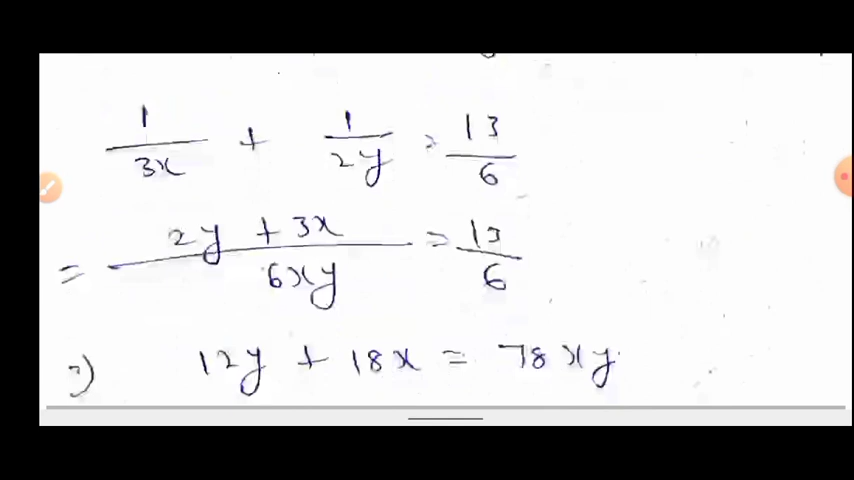 1/3x + 1/2y = 13/6
= 2y + 3x/6xy = 13/6
⇒) 12y + 18x = 78xy